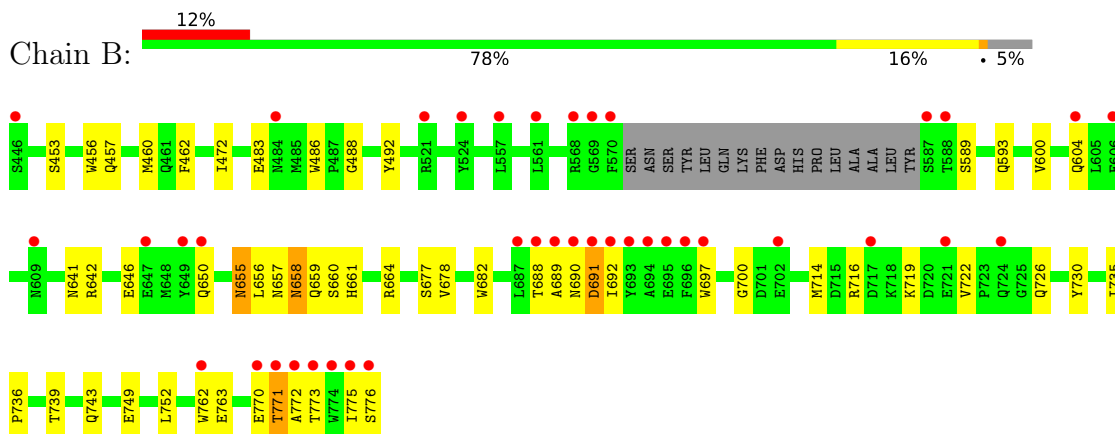 12%
Chain B:
78% 16% • 5%
S446 S453 W456 Q457 M460 Q461 F462 I472 E483 N484 M485 W486 P487 G488 Y492 R521 Y524 L557 L561 R568 G569 F570 SER ASN SER TYR LEU GLN LYS PHE ASP HIS PRO LEU ALA ALA LEU TYR S587 T588 S589 Q593 V600 Q604 L605 E606
N609 N641 R642 E646 E647 M648 Y649 Q650 N655 L656 N657 N658 Q659 S660 H661 R664 S677 V678 W682 L687 T688 A689 N690 D691 I692 Y693 A694 E695 F696 W697 G700 D701 E702 M714 D715 R716 D717 K718 K719 D720 E721 V722 P723 Q724 G725 Q726 Y730 I735
P736 T739 Q743 E749 L752 W762 E763 E770 T771 A772 T773 W774 I775 S776